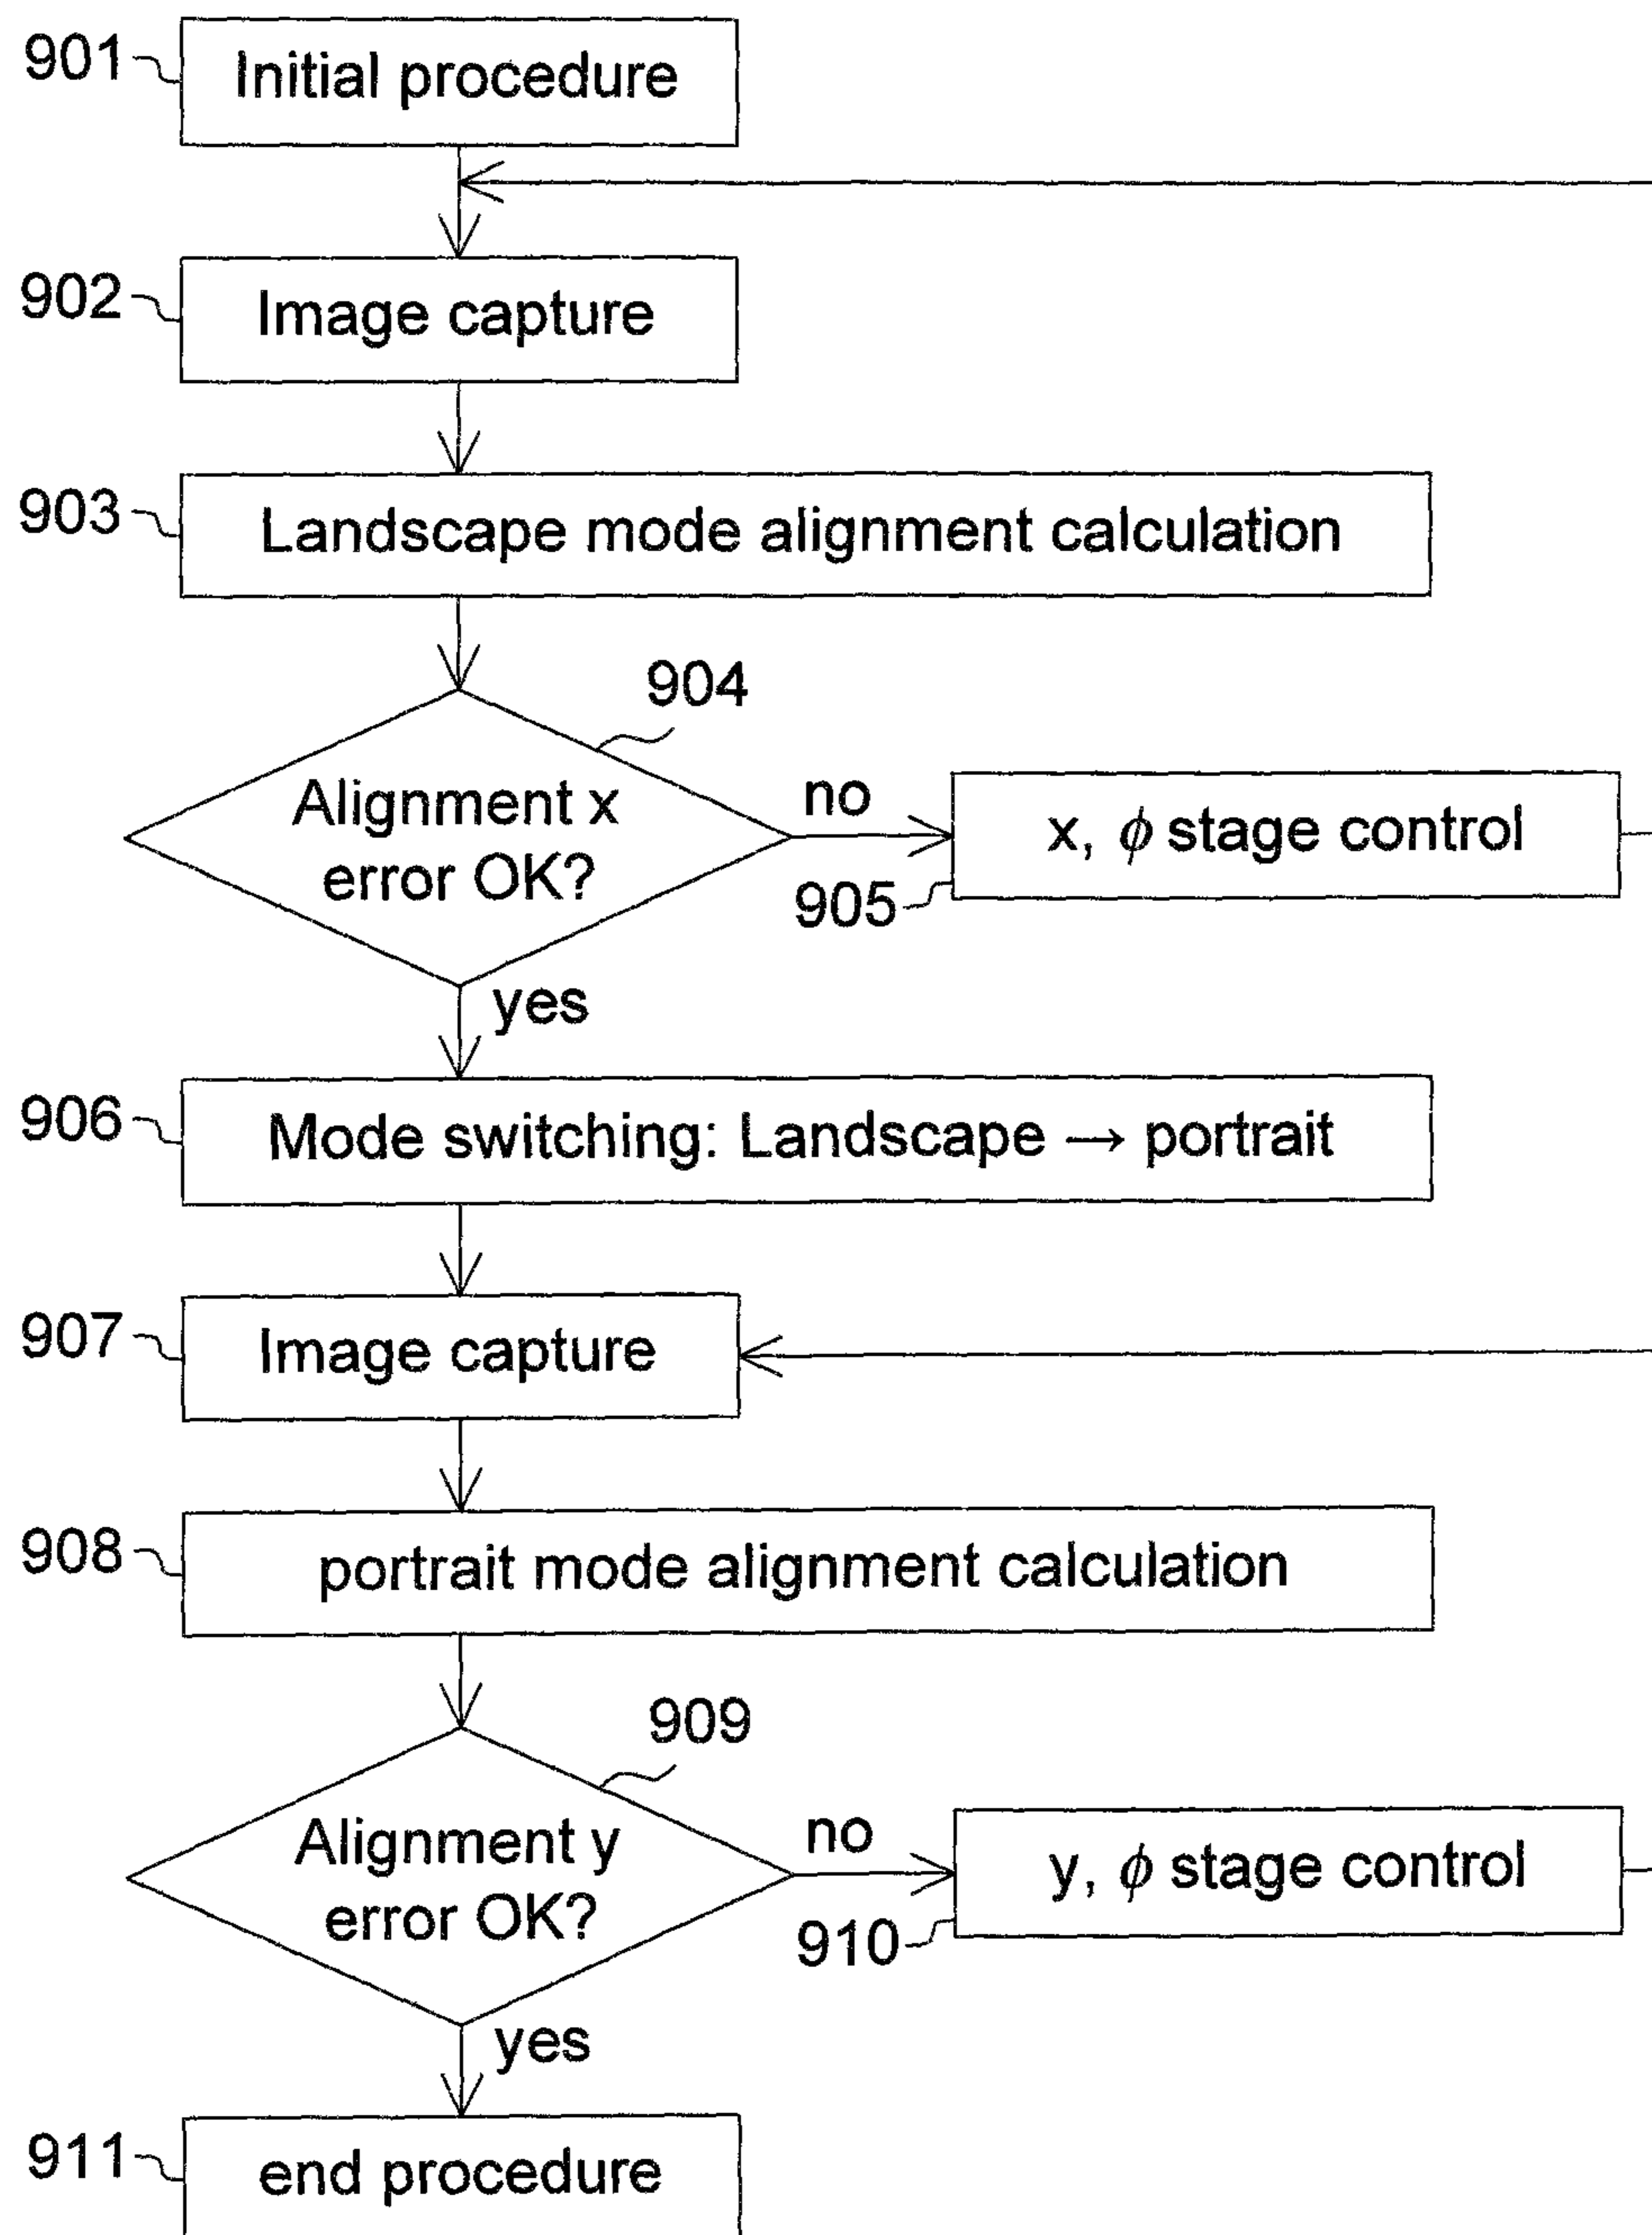 901
Initial procedure
902
Image capture
903
Landscape mode alignment calculation
904
Alignment x
error OK?
no
x, ϕ stage control
905
yes
906
Mode switching: Landscape → portrait
907
Image capture
908
portrait mode alignment calculation
909
Alignment y
error OK?
no
y, ϕ stage control
910
yes
911
end procedure